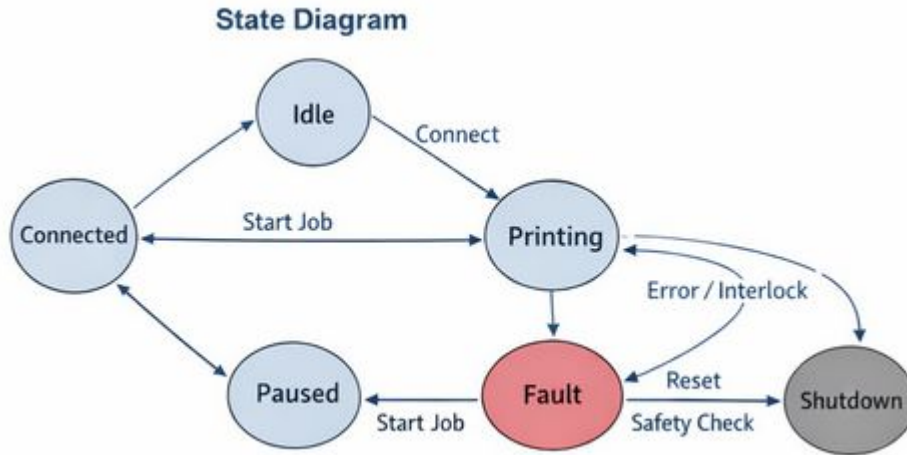 State Diagram
Idle
Connect
Connected
Start Job
Printing
Error / Interlock
Paused
Start Job
Fault
Reset
Safety Check
Shutdown